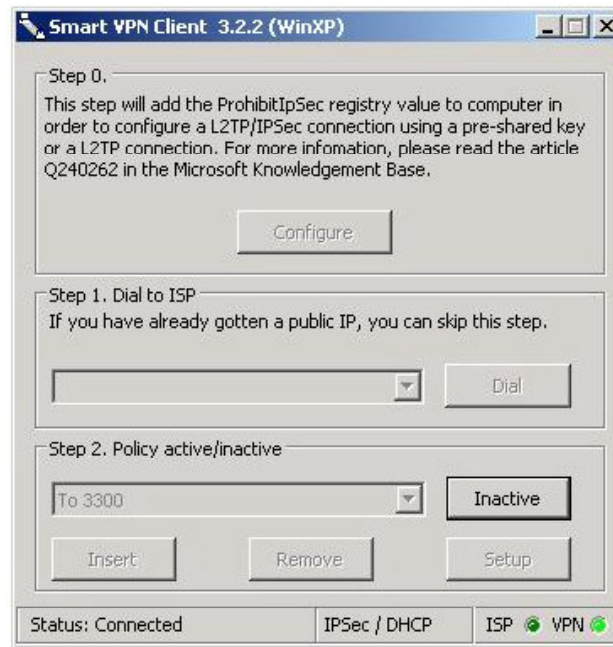 Smart VPN Client 3.2.2 (WinXP)
Step 0.
This step will add the ProhibitIpSec registry value to computer in
order to configure a L2TP/IPSec connection using a pre-shared key
or a L2TP connection. For more infomation, please read the article
Q240262 in the Microsoft Knowledgement Base.
Configure
Step 1. Dial to ISP
If you have already gotten a public IP, you can skip this step.
Dial
Step 2. Policy active/inactive
To 3300
Inactive
Insert
Remove
Setup
Status: Connected
IPSec / DHCP
ISP
VPN